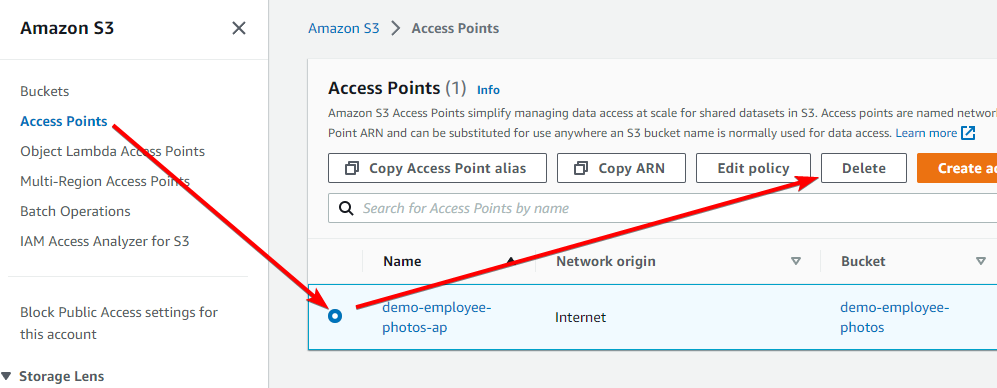 Amazon S3
Buckets
Access Points
Object Lambda Access Points
Multi-Region Access Points
Batch Operations
IAM Access Analyzer for S3
Block Public Access settings for
this account
Storage Lens
Amazon S3 > Access Points
Access Points (1) Info
Amazon S3 Access Points simplify managing data access at scale for shared datasets in S3. Access points are named networ
Point ARN and can be substituted for use anywhere an S3 bucket name is normally used for data access. Learn more
Copy Access Point alias Copy ARN Edit policy Delete Create ac
Search for Access Points by name
Name Network origin Bucket
demo-employee-
photos-ap
Internet
demo-employee-
photos